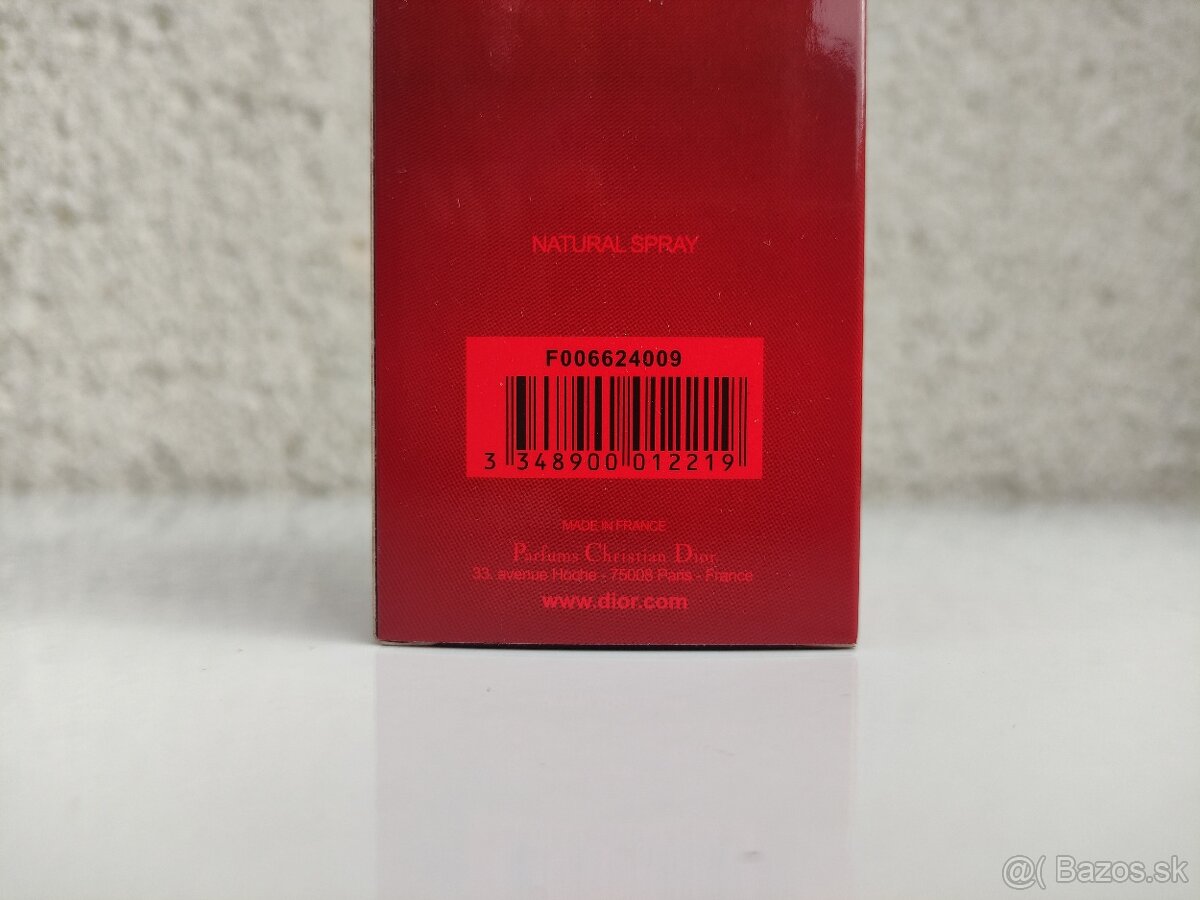 NATURAL SPRAY
F006624009
3 348900 012219
MADE IN FRANCE
Parfums Christian Dior
33, avenue Hoche - 75008 Paris - France
www.dior.com
@( Bazos.sk